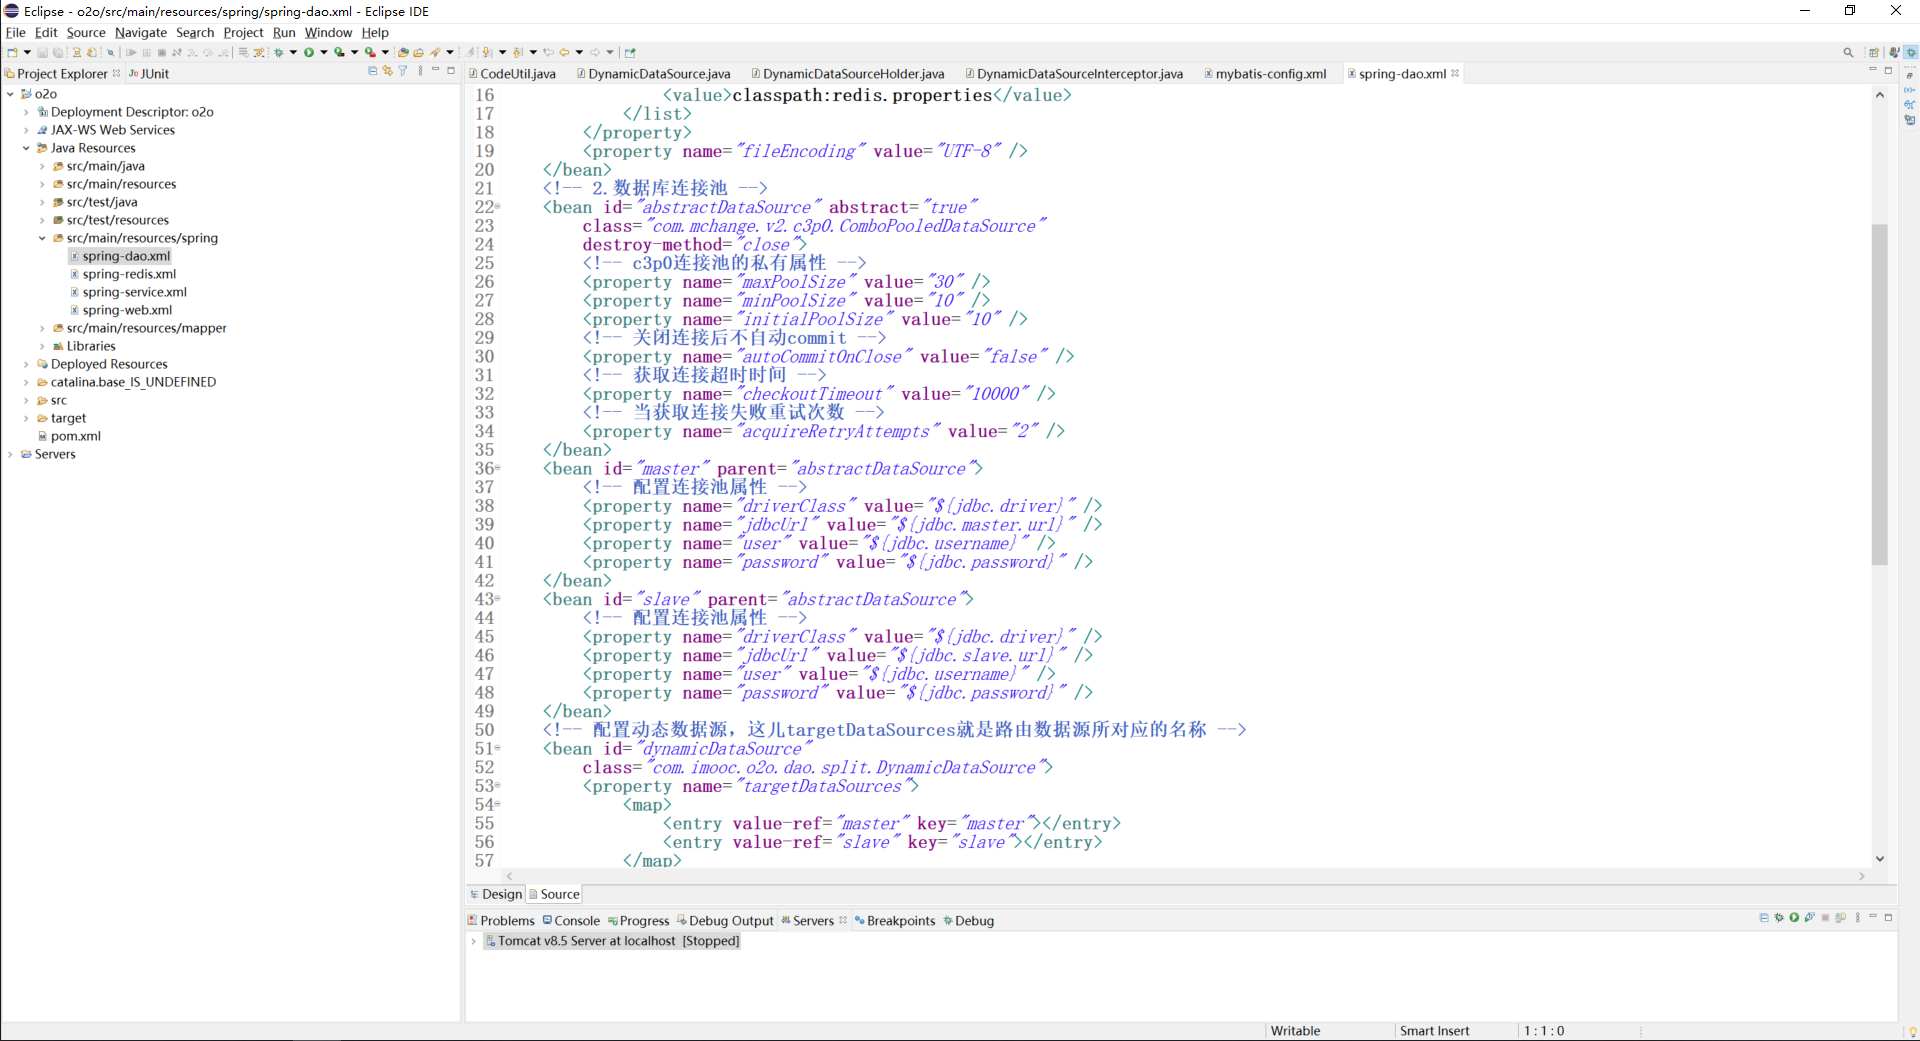 Eclipse - o2o/src/main/resources/spring/spring-dao.xml - Eclipse IDE
File Edit Source Navigate Search Project Run Window Help
Project Explorer
JUnit
o2o
Deployment Descriptor: o2o
JAX-WS Web Services
Java Resources
src/main/java
src/main/resources
src/test/java
src/test/resources
src/main/resources/spring
spring-dao.xml
spring-redis.xml
spring-service.xml
spring-web.xml
src/main/resources/mapper
Libraries
Deployed Resources
catalina.base_IS_UNDEFINED
src
target
pom.xml
Servers
CodeUtil.java DynamicDataSource.java DynamicDataSourceHolder.java DynamicDataSourceInterceptor.java mybatis-config.xml spring-dao.xml
16 <value>classpath:redis.properties</value>
17 </list>
18 </property>
19 <property name="fileEncoding" value="UTF-8" />
20 </bean>
21 <!-- 2.数据库连接池 -->
22 <bean id="abstractDataSource" abstract="true"
23 class="com.mchange.v2.c3p0.ComboPooledDataSource"
24 destroy-method="close">
25 <!-- c3p0连接池的私有属性 -->
26 <property name="maxPoolSize" value="30" />
27 <property name="minPoolSize" value="10" />
28 <property name="initialPoolSize" value="10" />
29 <!-- 关闭连接后不自动commit -->
30 <property name="autoCommitOnClose" value="false" />
31 <!-- 获取连接超时时间 -->
32 <property name="checkoutTimeout" value="10000" />
33 <!-- 当获取连接失败重试次数 -->
34 <property name="acquireRetryAttempts" value="2" />
35 </bean>
36 <bean id="master" parent="abstractDataSource">
37 <!-- 配置连接池属性 -->
38 <property name="driverClass" value="${jdbc.driver}" />
39 <property name="jdbcUrl" value="${jdbc.master.url}" />
40 <property name="user" value="${jdbc.username}" />
41 <property name="password" value="${jdbc.password}" />
42 </bean>
43 <bean id="slave" parent="abstractDataSource">
44 <!-- 配置连接池属性 -->
45 <property name="driverClass" value="${jdbc.driver}" />
46 <property name="jdbcUrl" value="${jdbc.slave.url}" />
47 <property name="user" value="${jdbc.username}" />
48 <property name="password" value="${jdbc.password}" />
49 </bean>
50 <!-- 配置动态数据源，这儿targetDataSources就是路由数据源所对应的名称 -->
51 <bean id="dynamicDataSource"
52 class="com.imooc.o2o.dao.split.DynamicDataSource">
53 <property name="targetDataSources">
54 <map>
55 <entry value-ref="master" key="master"></entry>
56 <entry value-ref="slave" key="slave"></entry>
57 </map>
Design Source
Problems Console Progress Debug Output Servers Breakpoints Debug
Tomcat v8.5 Server at localhost [Stopped]
Writable Smart Insert 1 : 1 : 0